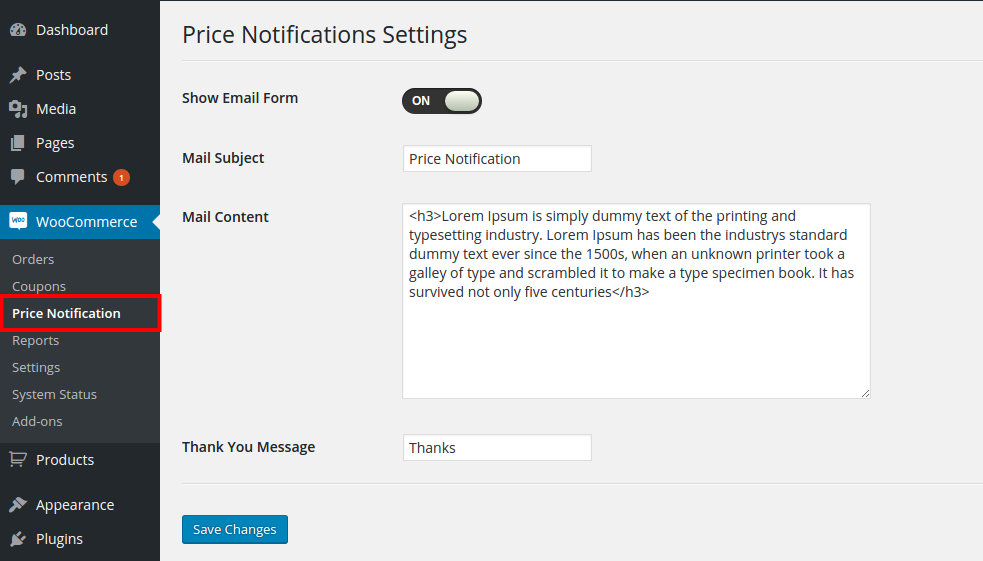 Dashboard
Posts
Media
Pages
Comments 1
Woo WooCommerce
Orders
Coupons
Price Notification
Reports
Settings
System Status
Add-ons
Products
Appearance
Plugins
Price Notifications Settings
Show Email Form
ON
Mail Subject
Price Notification
Mail Content
<h3>Lorem Ipsum is simply dummy text of the printing and
typesetting industry. Lorem Ipsum has been the industrys standard
dummy text ever since the 1500s, when an unknown printer took a
galley of type and scrambled it to make a type specimen book. It has
survived not only five centuries</h3>
Thank You Message
Thanks
Save Changes